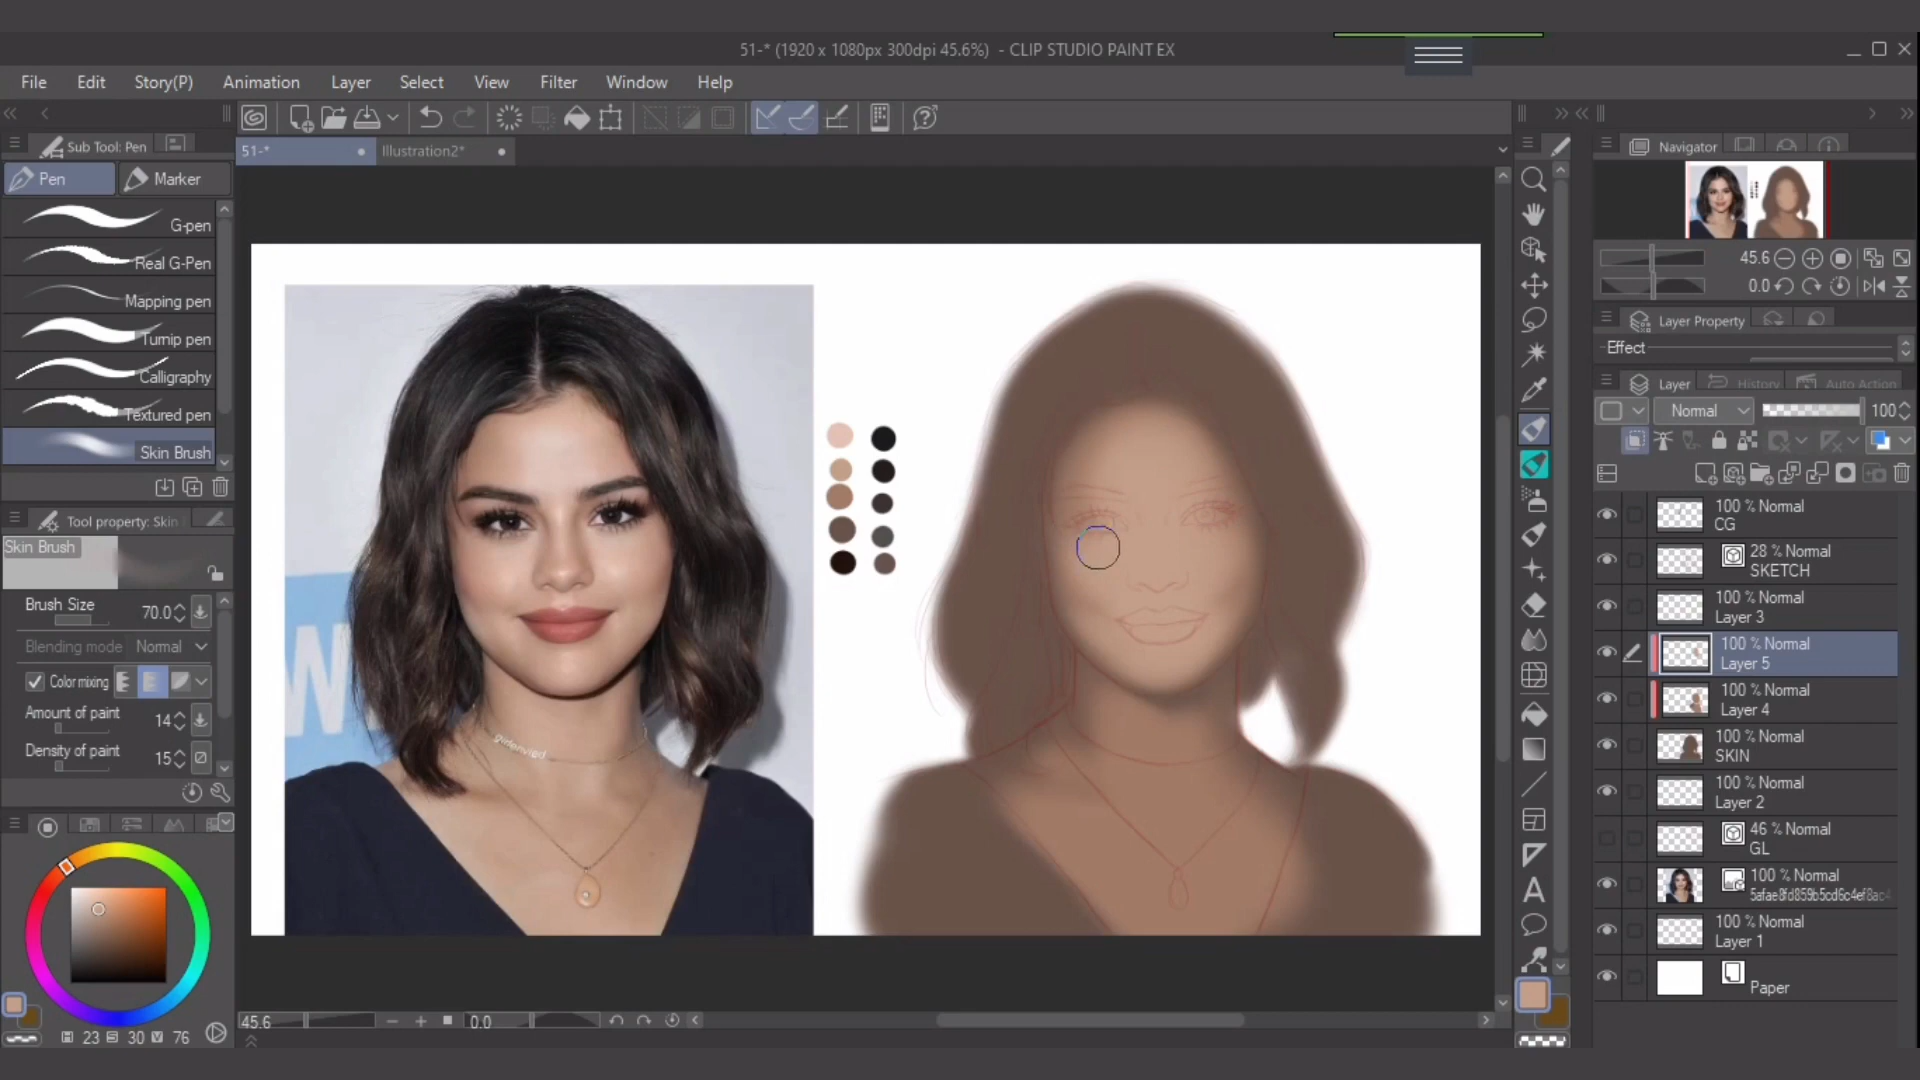 51-* (1920 x 1080px 300dpi 45.6%) - CLIP STUDIO PAINT EX
File Edit Story(P) Animation Layer Select View Filter Window Help
Sub Tool: Pen
51-*
Illustration2*
Navigator
Pen
Marker
G-pen
Real G-Pen
Mapping pen
Turnip pen
Calligraphy
Textured pen
Skin Brush
Tool property: Skin
Skin Brush
Brush Size 70.0
Blending mode Normal
Color mixing
Amount of paint 14
Density of paint 15
23 30 76
W
girlenvied
45.6
0.0
45.6
0.0
Layer Property
Effect
Layer History Auto Action
Normal 100
100 % Normal
CG
28 % Normal
SKETCH
100 % Normal
Layer 3
100 % Normal
Layer 5
100 % Normal
Layer 4
100 % Normal
SKIN
100 % Normal
Layer 2
46 % Normal
GL
100 % Normal
5afae8fd859b5cd6c4ef8ac4
100 % Normal
Layer 1
Paper